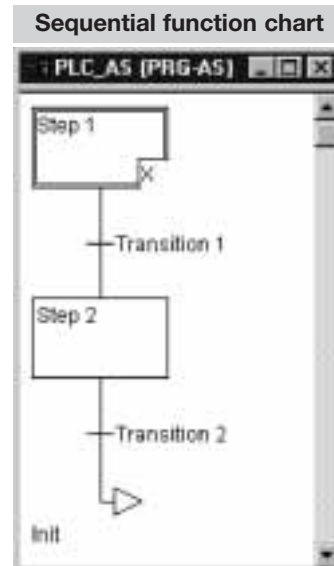 Sequential function chart
PLC_AS (PRG-AS)
Step 1
X
Transition 1
Step 2
Transition 2
Init